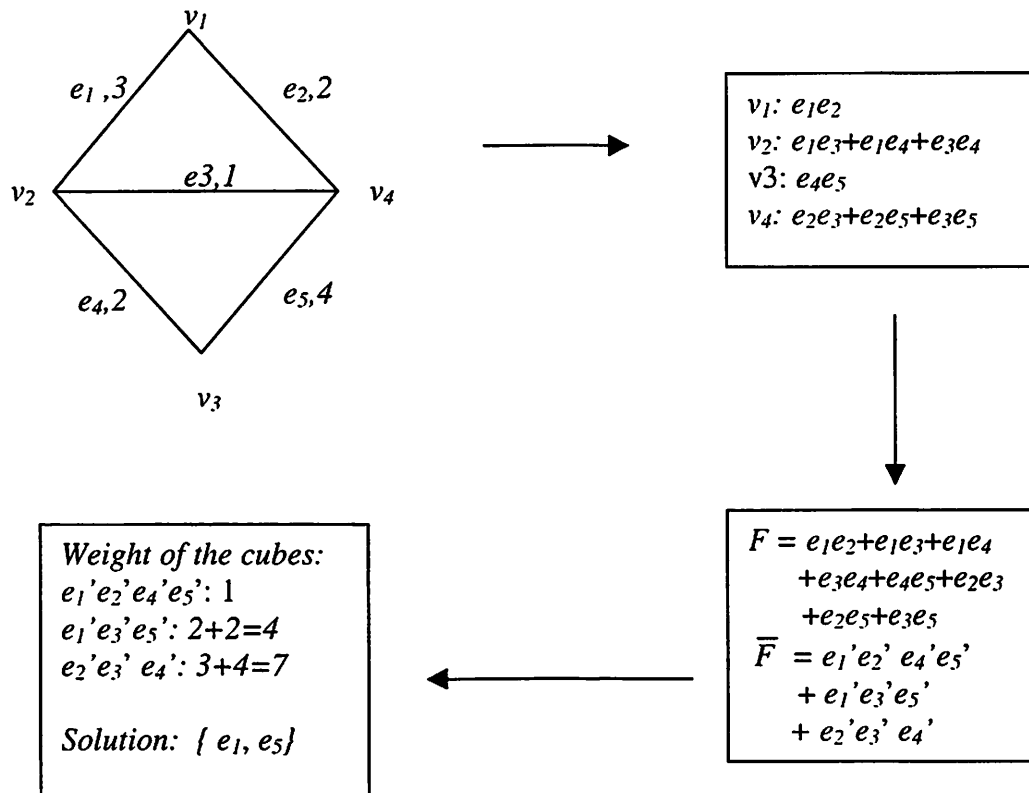 v₁
e₁ ,3
e₂,2
v₂
e3,1
v₄
e₄,2
e₅,4
v₃
v₁: e₁e₂
v₂: e₁e₃+e₁e₄+e₃e₄
v3: e₄e₅
v₄: e₂e₃+e₂e₅+e₃e₅
F = e₁e₂+e₁e₃+e₁e₄
+e₃e₄+e₄e₅+e₂e₃
+e₂e₅+e₃e₅
F̅ = e₁’e₂’ e₄’e₅’
+ e₁’e₃’e₅’
+ e₂’e₃’ e₄’
Weight of the cubes:
e₁’e₂’e₄’e₅’: 1
e₁’e₃’e₅’: 2+2=4
e₂’e₃’ e₄’: 3+4=7
Solution: { e₁, e₅}